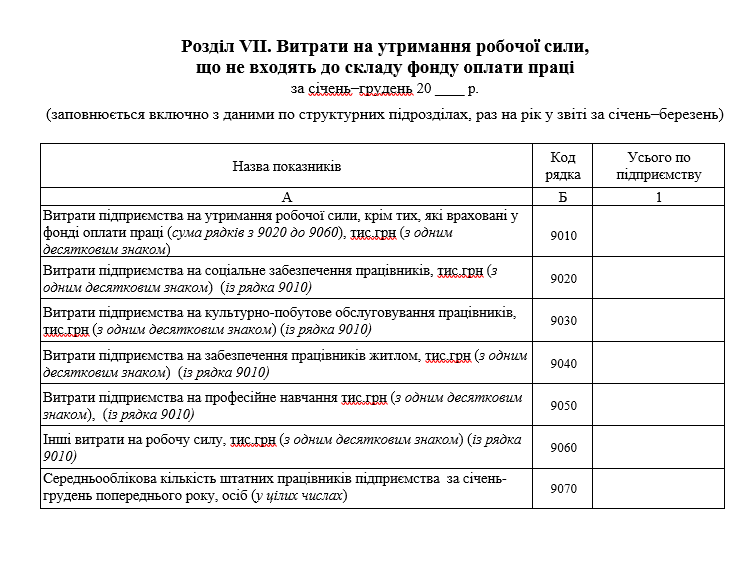 Розділ VII. Витрати на утримання робочої сили,
що не входять до складу фонду оплати праці
за січень–грудень 20 ____ р.
(заповнюється включно з даними по структурних підрозділах, раз на рік у звіті за січень–березень)
Назва показників
Код
рядка
Усього по
підприємству
А
Б
1
Витрати підприємства на утримання робочої сили, крім тих, які враховані у
фонді оплати праці (сума рядків з 9020 до 9060), тис.грн (з одним
десятковим знаком)
9010
Витрати підприємства на соціальне забезпечення працівників, тис.грн (з
одним десятковим знаком) (із рядка 9010)
9020
Витрати підприємства на культурно-побутове обслуговування працівників,
тис.грн (з одним десятковим знаком) (із рядка 9010)
9030
Витрати підприємства на забезпечення працівників житлом, тис.грн (з одним
десятковим знаком) (із рядка 9010)
9040
Витрати підприємства на професійне навчання тис.грн (з одним десятковим
знаком), (із рядка 9010)
9050
Інші витрати на робочу силу, тис.грн (з одним десятковим знаком) (із рядка
9010)
9060
Середньооблікова кількість штатних працівників підприємства за січень-
грудень попереднього року, осіб (у цілих числах)
9070